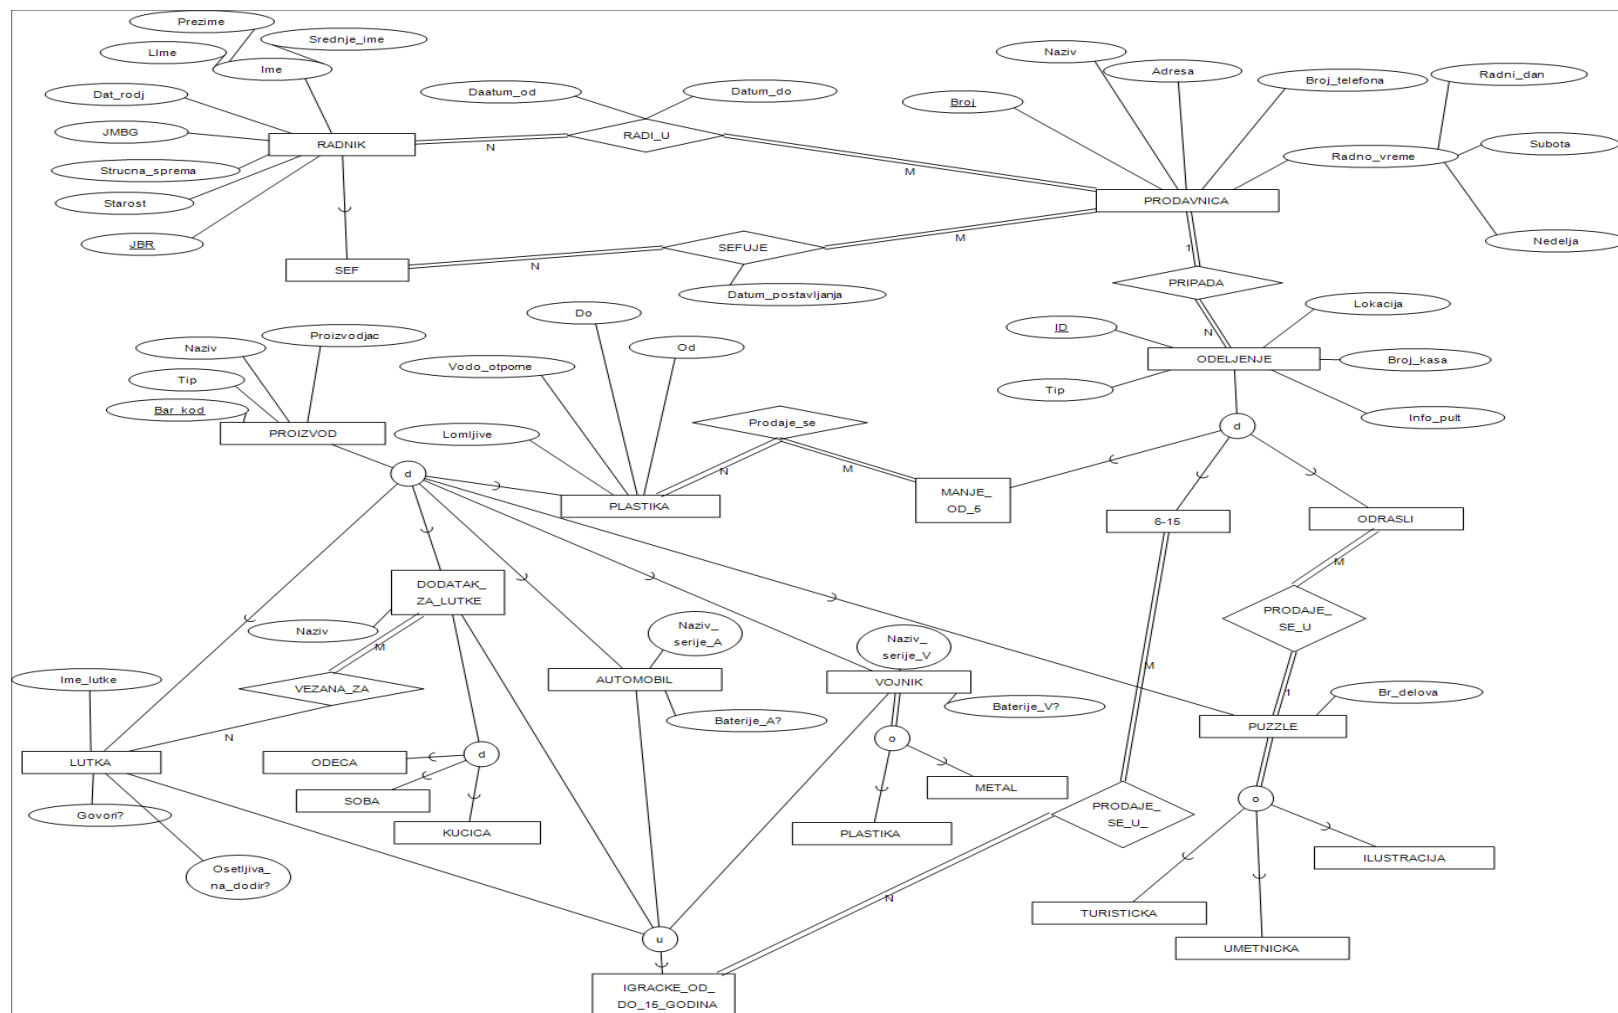 Prezime
Srednje_ime
LIme
Ime
Dat_rodj
JMBG
Strucna_sprema
Starost
JBR
RADNIK
Daatum_od
Datum_do
RADI_U
N
M
Naziv
Adresa
Broj
Broj_telefona
Radni_dan
Radno_vreme
Subota
Nedelja
PRODAVNICA
SEF
SEFUJE
N
M
Datum_postavljanja
1
PRIPADA
N
ID
Lokacija
ODELJENJE
Broj_kasa
Tip
Info_pult
d
Naziv
Proizvodjac
Tip
Bar_kod
PROIZVOD
d
Do
Od
Vodo_otporne
Lomljive
PLASTIKA
Prodaje_se
N
M
MANJE_
OD_5
6-15
ODRASLI
M
PRODAJE_
SE_U
1
DODATAK_
ZA_LUTKE
Naziv
M
VEZANA_ZA
N
Ime_lutke
LUTKA
Govori?
Osetljiva_
na_dodir?
ODECA
SOBA
KUCICA
d
Naziv_
serije_A
AUTOMOBIL
Baterije_A?
Naziv_
serije_V
VOJNIK
Baterije_V?
o
METAL
PLASTIKA
M
PRODAJE_
SE_U_
N
Br_delova
PUZZLE
o
ILUSTRACIJA
TURISTICKA
UMETNICKA
u
IGRACKE_OD_
DO_15_GODINA